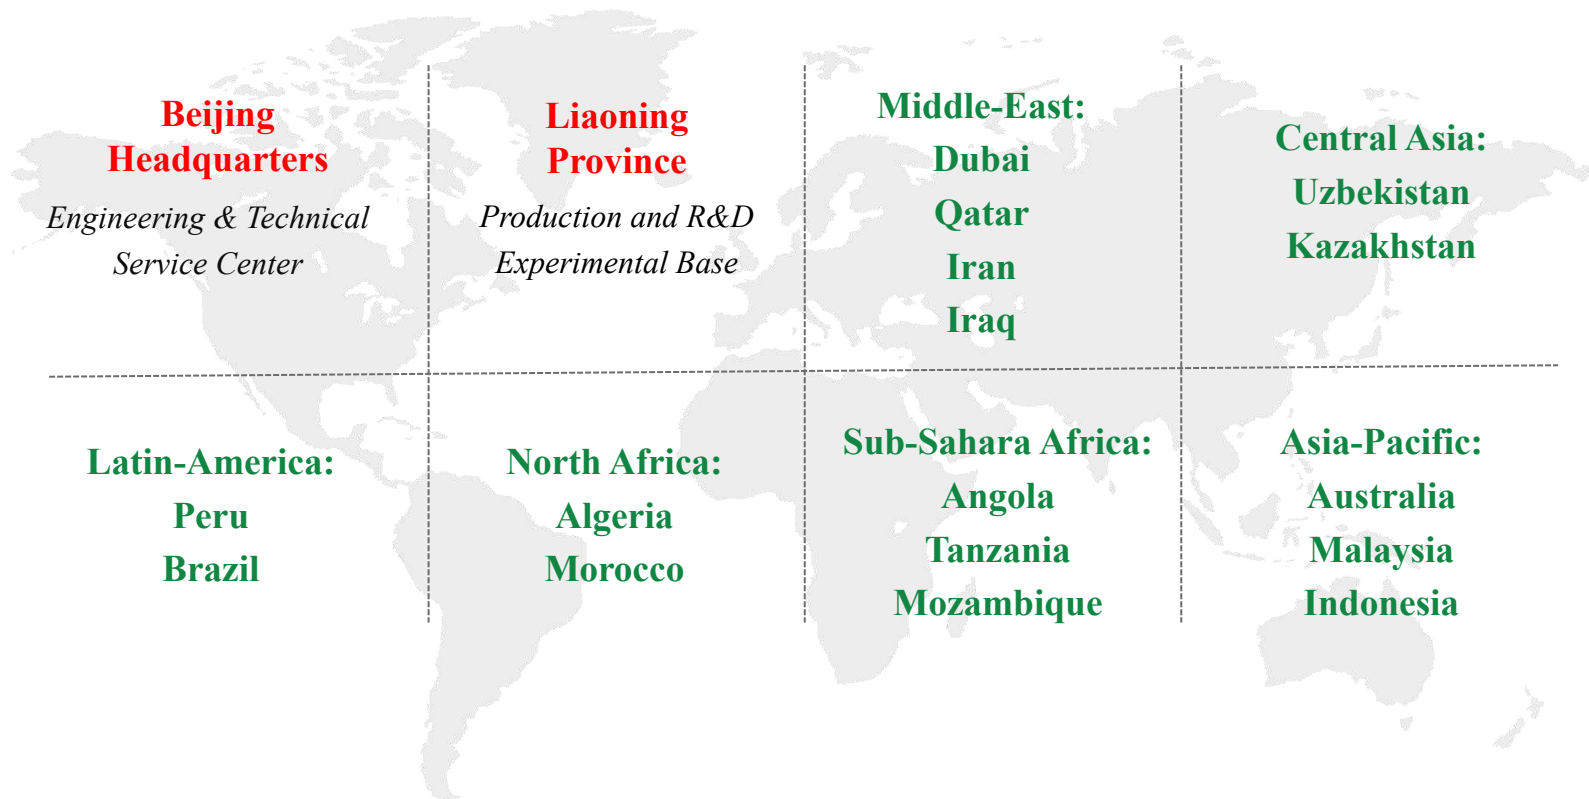 Beijing
Headquarters
Engineering & Technical
Service Center
Liaoning
Province
Production and R&D
Experimental Base
Middle-East:
Dubai
Qatar
Iran
Iraq
Central Asia:
Uzbekistan
Kazakhstan
Latin-America:
Peru
Brazil
North Africa:
Algeria
Morocco
Sub-Sahara Africa:
Angola
Tanzania
Mozambique
Asia-Pacific:
Australia
Malaysia
Indonesia